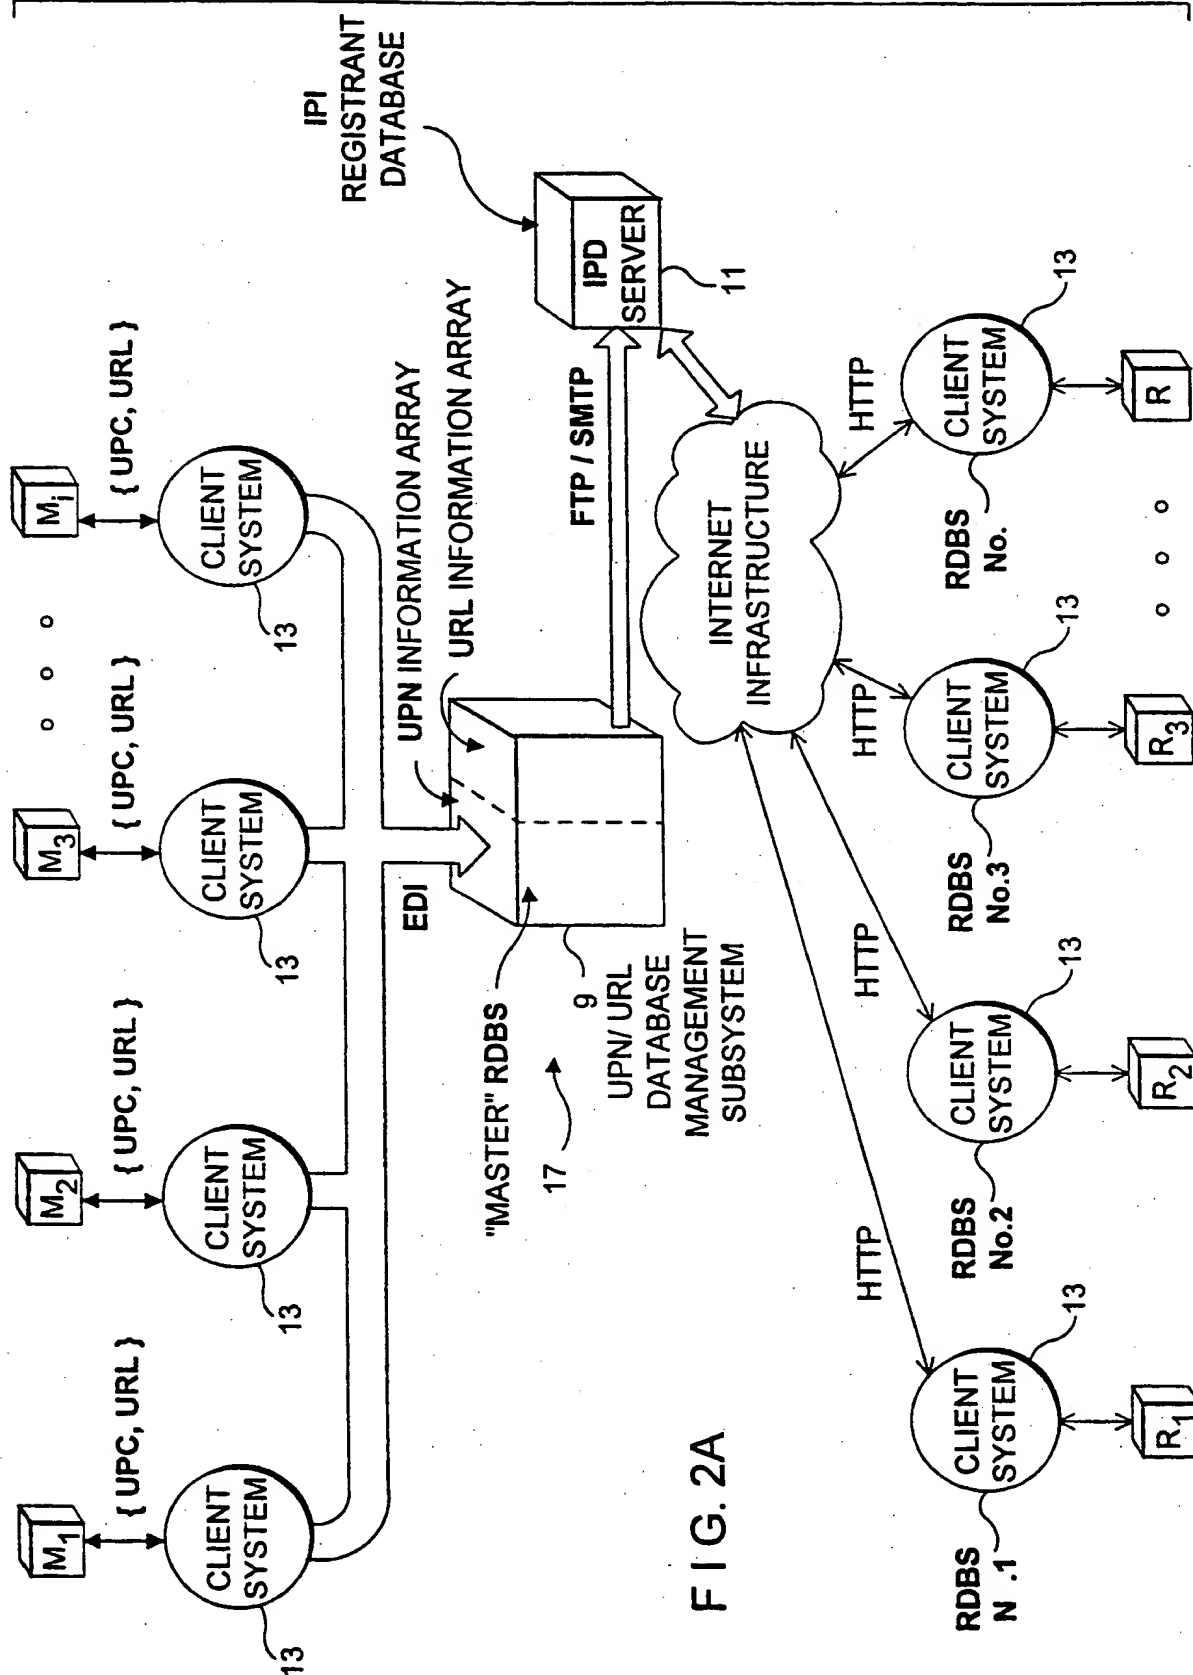 M1
M2
M3
Mi
{ UPC, URL }
{ UPC, URL }
{ UPC, URL }
{ UPC, URL }
CLIENT
SYSTEM
13
CLIENT
SYSTEM
13
CLIENT
SYSTEM
13
CLIENT
SYSTEM
13
EDI
UPN INFORMATION ARRAY
URL INFORMATION ARRAY
IPI
REGISTRANT
DATABASE
"MASTER" RDBS
17
9
UPN/ URL
DATABASE
MANAGEMENT
SUBSYSTEM
FTP / SMTP
IPD
SERVER
11
INTERNET
INFRASTRUCTURE
HTTP
HTTP
HTTP
HTTP
CLIENT
SYSTEM
13
RDBS
N .1
CLIENT
SYSTEM
13
RDBS
No.2
CLIENT
SYSTEM
13
RDBS
No.3
CLIENT
SYSTEM
13
RDBS
No.
R1
R2
R3
R
FIG. 2A